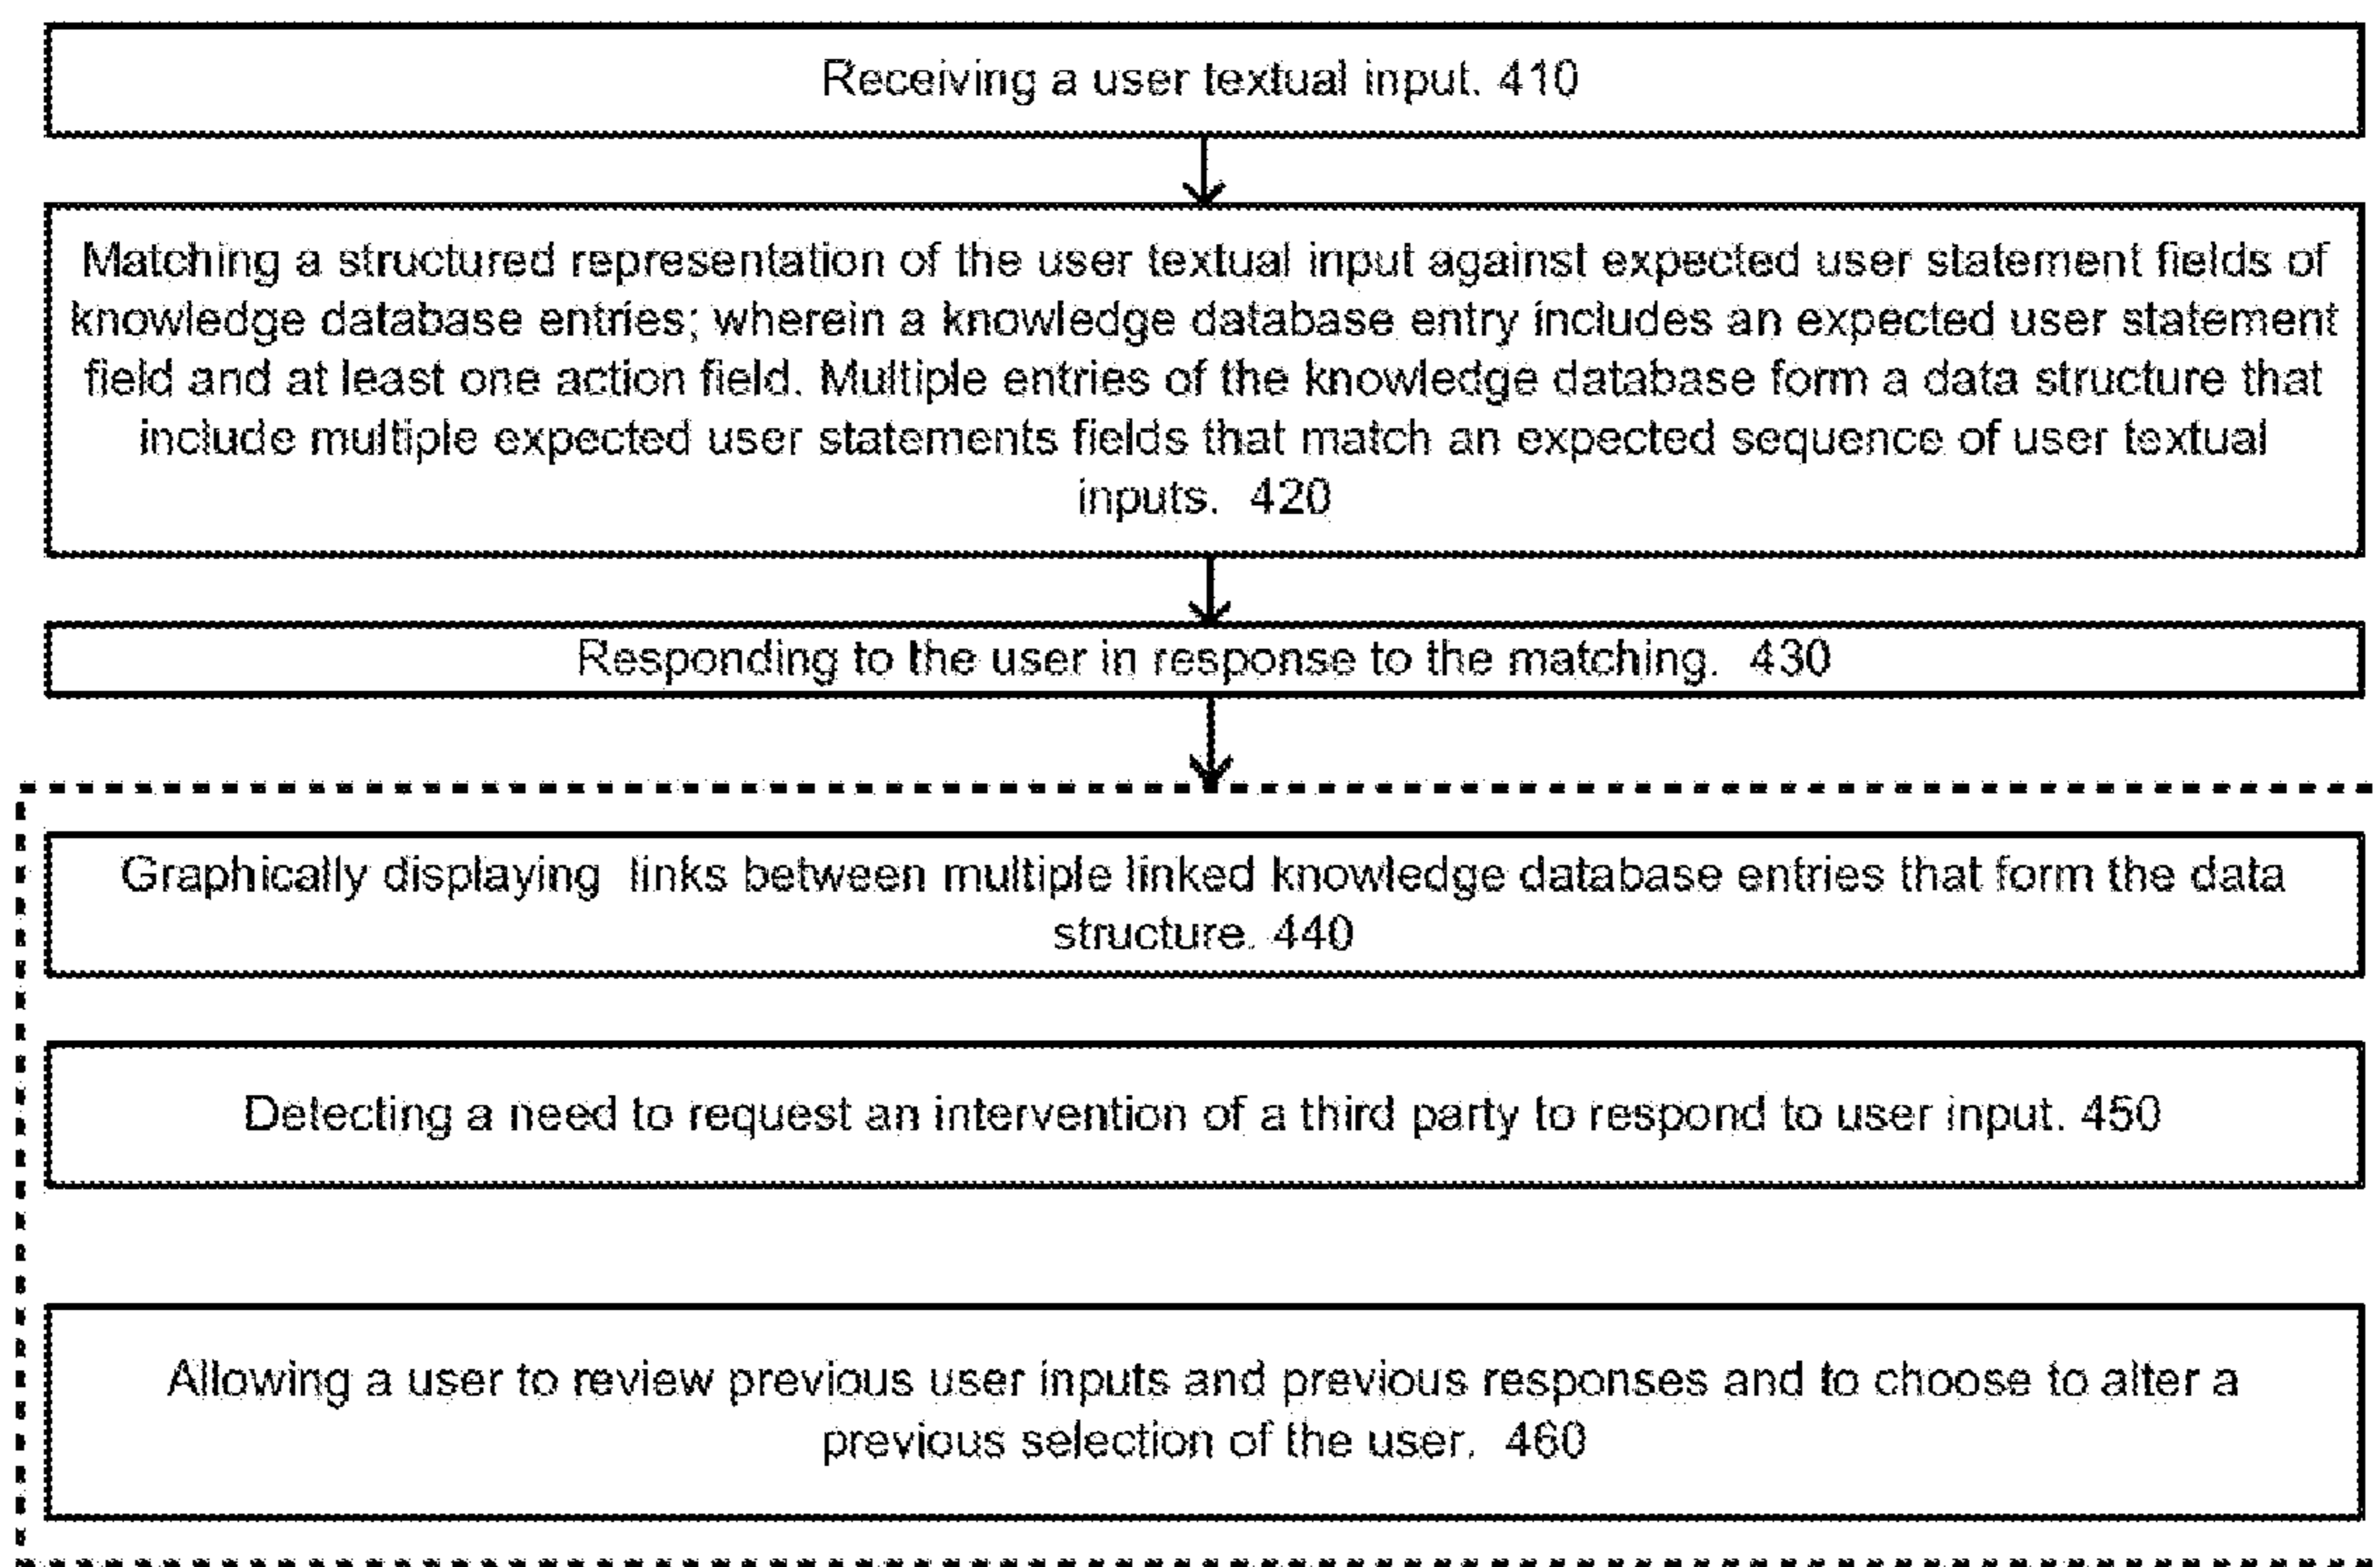 Receiving a user textual input. 410
Matching a structured representation of the user textual input against expected user statement fields of
knowledge database entries; wherein a knowledge database entry includes an expected user statement
field and at least one action field. Multiple entries of the knowledge database form a data structure that
include multiple expected user statements fields that match an expected sequence of user textual
inputs. 420
Responding to the user in response to the matching. 430
Graphically displaying links between multiple linked knowledge database entries that form the data
structure. 440
Detecting a need to request an intervention of a third party to respond to user input. 450
Allowing a user to review previous user inputs and previous responses and to choose to alter a
previous selection of the user. 460